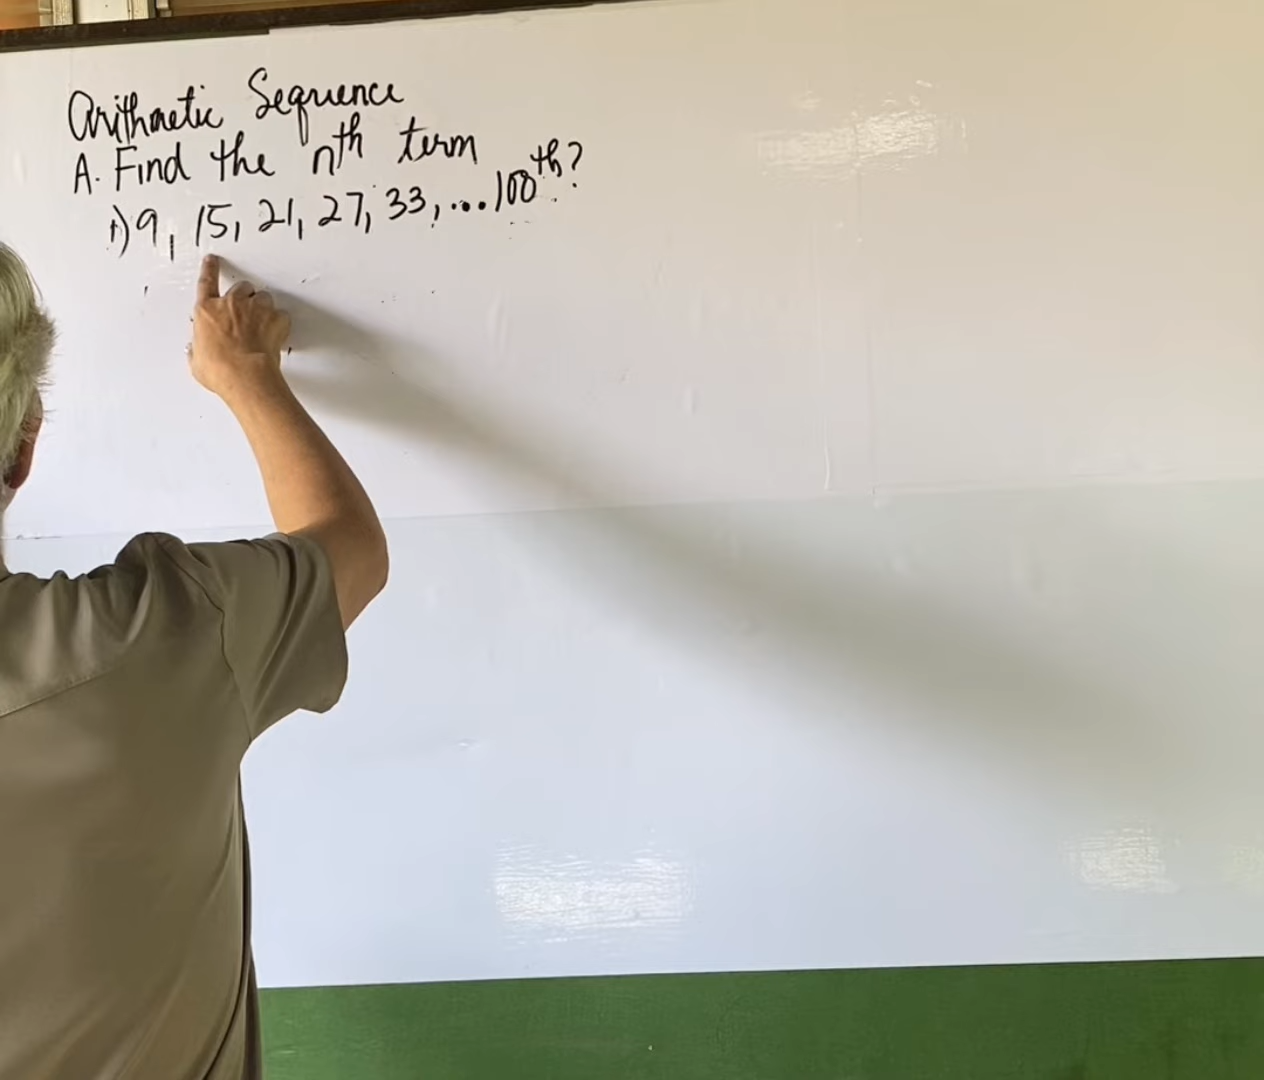 Arithmetic Sequence
A. Find the nth term
1) 9, 15, 21, 27, 33, ... 100th?